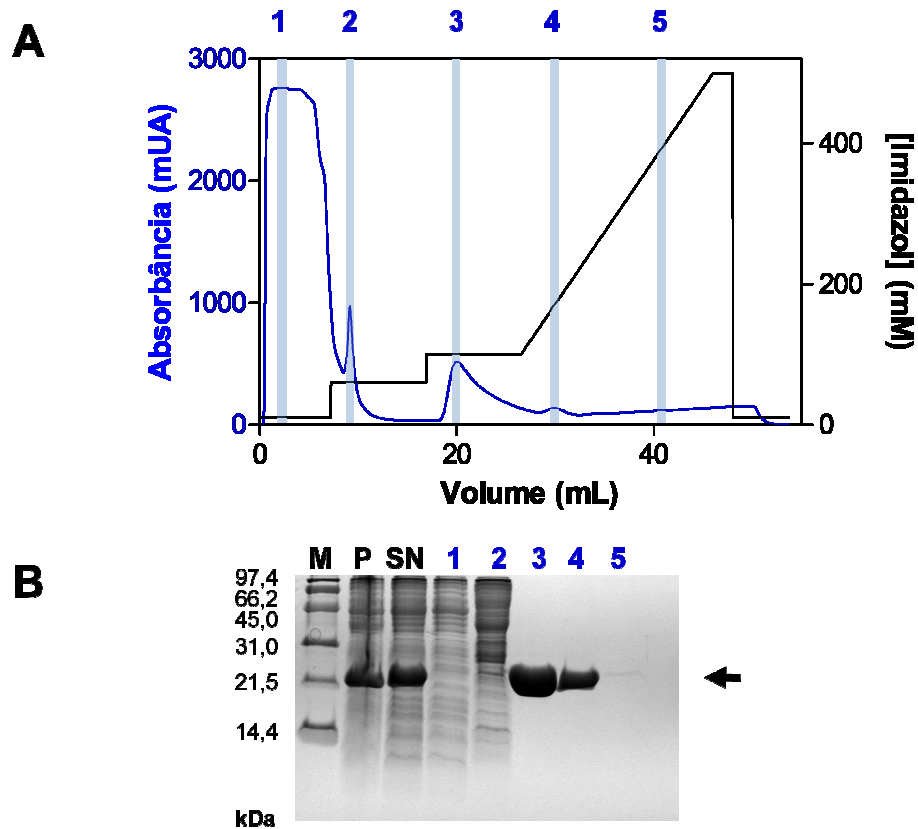 A
1 2 3 4 5
Absorbância (mUA)
3000
2000
1000
0
400
200
0
[Imidazol] (mM)
0 20 40
Volume (mL)
B
M P SN 1 2 3 4 5
97,4
66,2
45,0
31,0
21,5
14,4
kDa